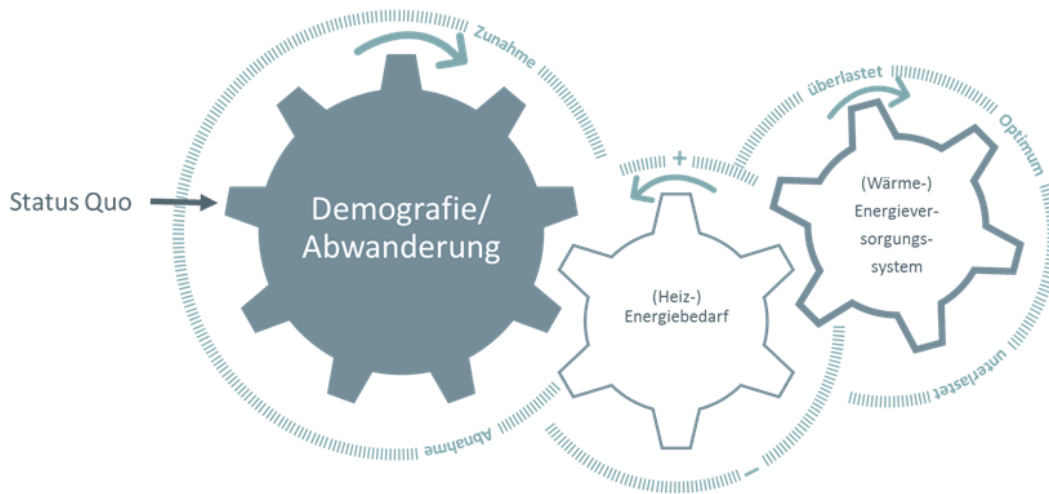 Zunahme
überlastet
Optimum
+
Status Quo
Demografie/
Abwanderung
(Wärme-)
Energiever-
sorgungs-
system
(Heiz-)
Energiebedarf
unterlastet
Abnahme
–